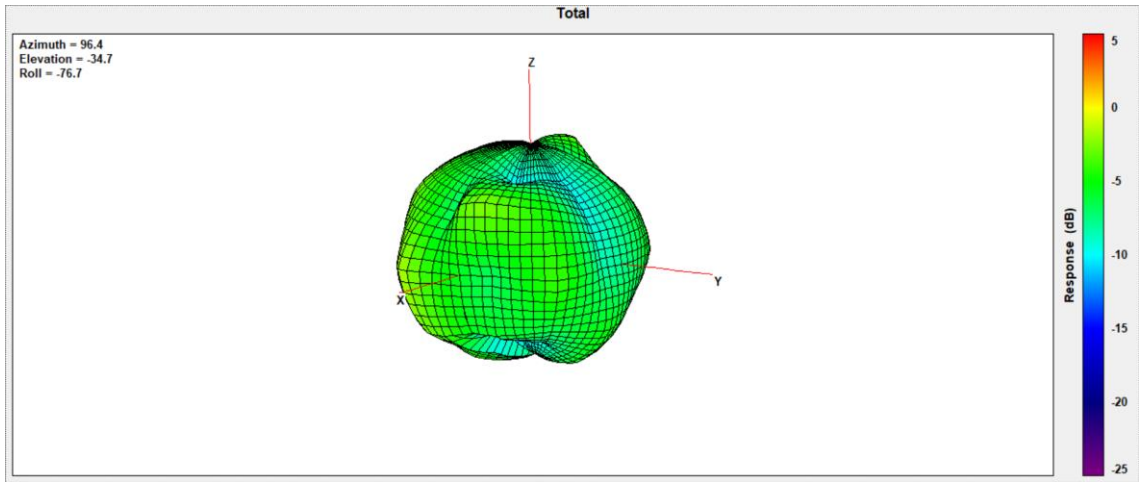 Total
Azimuth = 96.4
Elevation = -34.7
Roll = -76.7
Z
Y
X
5
0
-5
-10
-15
-20
-25
Response (dB)